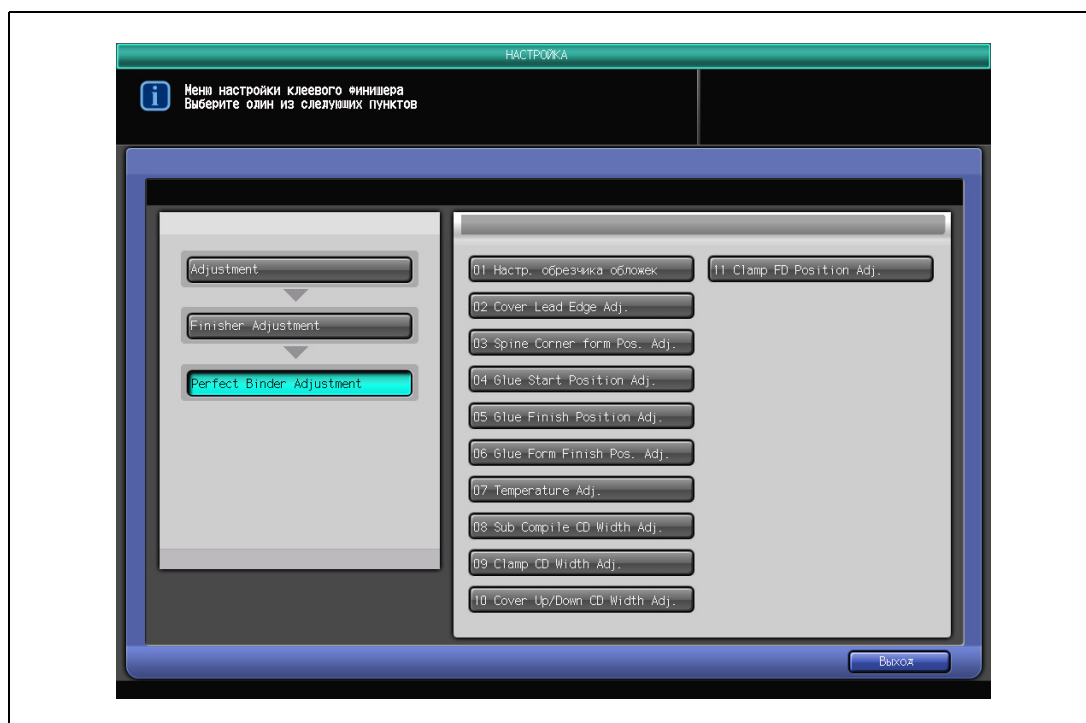 НАСТРОЙКА
Меню настройки клеевого финишера
Выберите один из следующих пунктов
Adjustment
Finisher Adjustment
Perfect Binder Adjustment
01 Настр. обрезчика обложек
02 Cover Lead Edge Adj.
03 Spine Corner form Pos. Adj.
04 Glue Start Position Adj.
05 Glue Finish Position Adj.
06 Glue Form Finish Pos. Adj.
07 Temperature Adj.
08 Sub Compile CD Width Adj.
09 Clamp CD Width Adj.
10 Cover Up/Down CD Width Adj.
11 Clamp FD Position Adj.
Выход